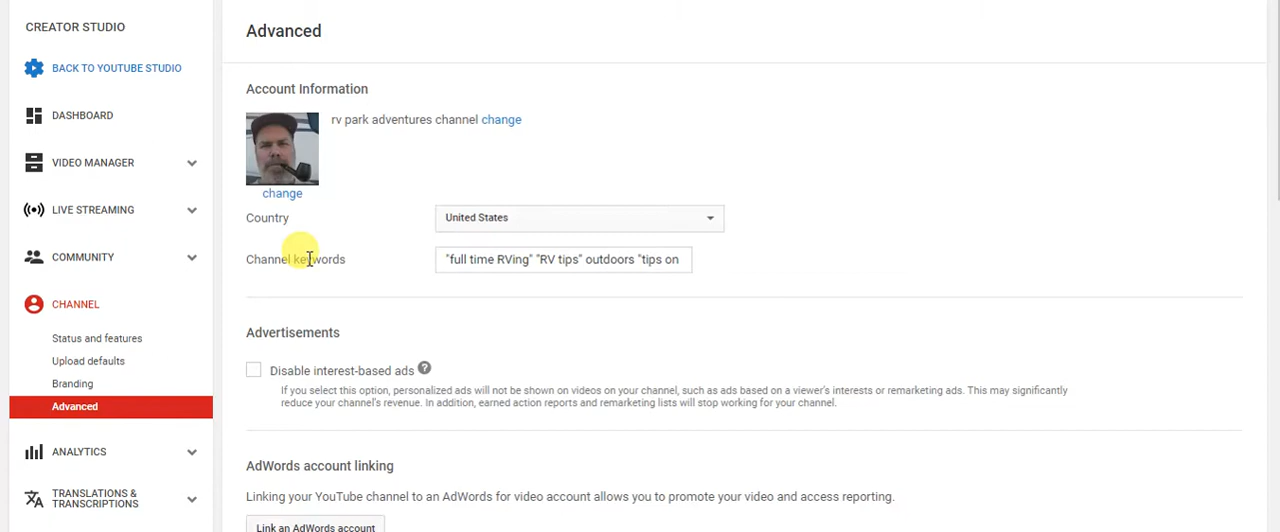 CREATOR STUDIO
BACK TO YOUTUBE STUDIO
DASHBOARD
VIDEO MANAGER
LIVE STREAMING
COMMUNITY
CHANNEL
Status and features
Upload defaults
Branding
Advanced
ANALYTICS
TRANSLATIONS &
TRANSCRIPTIONS
Advanced
Account Information
rv park adventures channel change
change
Country United States
Channel keywords "full time RVing" "RV tips" outdoors "tips on
Advertisements
Disable interest-based ads ?
If you select this option, personalized ads will not be shown on videos on your channel, such as ads based on a viewer's interests or remarketing ads. This may significantly
reduce your channel's revenue. In addition, earned action reports and remarketing lists will stop working for your channel.
AdWords account linking
Linking your YouTube channel to an AdWords for video account allows you to promote your video and access reporting.
Link an AdWords account